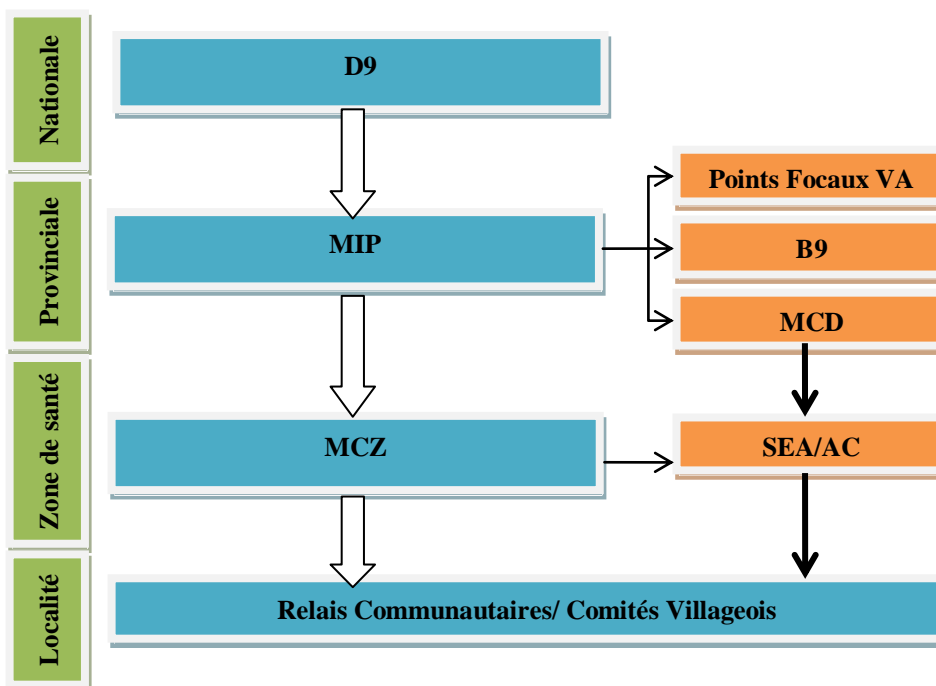 Nationale
D9
Provinciale
MIP
Points Focaux VA
B9
MCD
Zone de santé
MCZ
SEA/AC
Localité
Relais Communautaires/ Comités Villageois